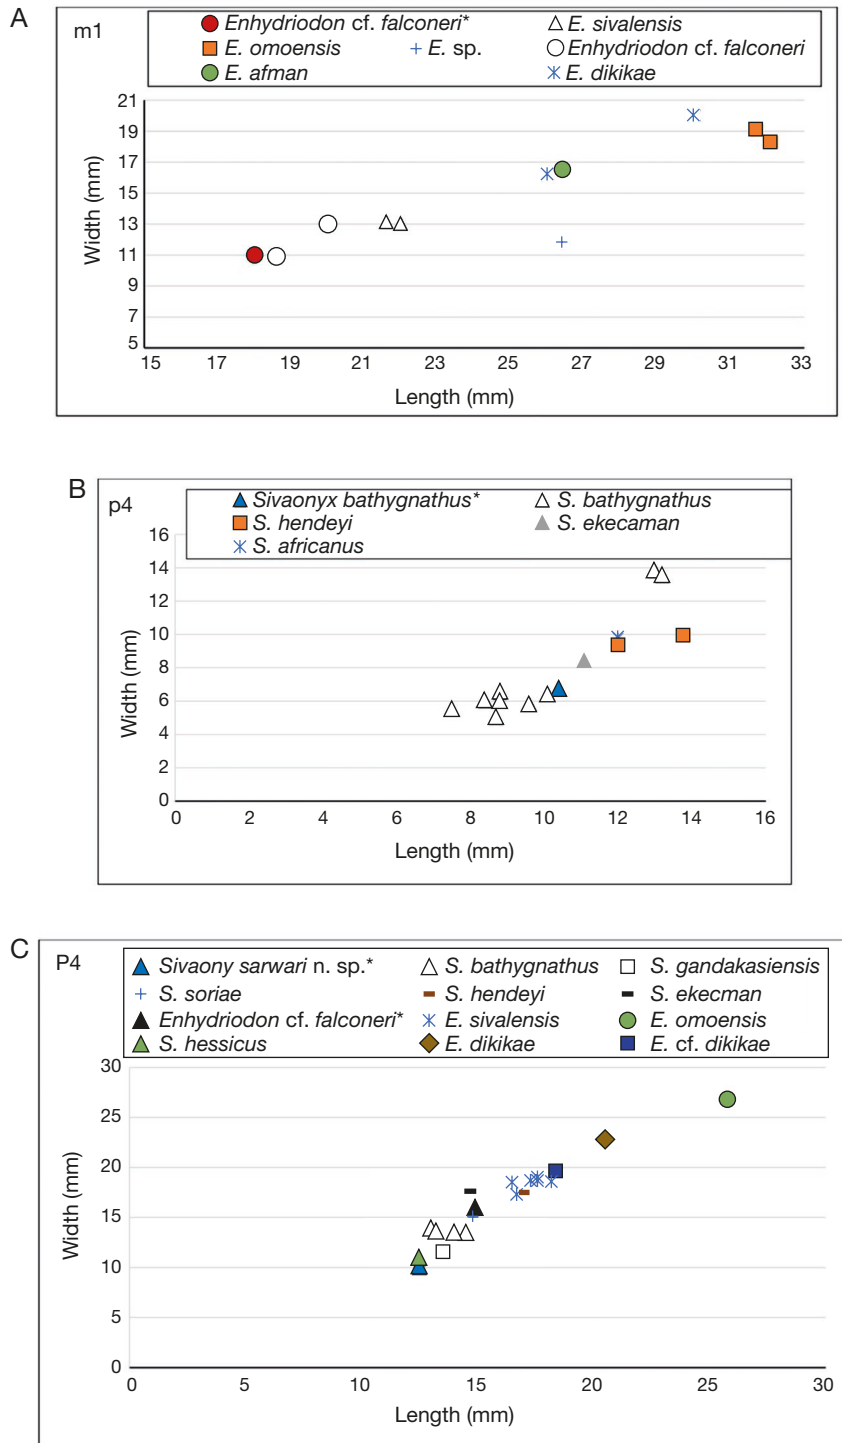 A
m1
Enhydriodon cf. falconeri*
E. sivalensis
E. omoensis
E. sp.
Enhydriodon cf. falconeri
E. afman
E. dikikae
21
19
17
15
13
11
9
7
5
Width (mm)
15 17 19 21 23 25 27 29 31 33
Length (mm)
B
p4
Sivaonyx bathygnathus*
S. bathygnathus
S. hendeyi
S. ekecaman
S. africanus
16
14
12
10
8
6
4
2
0
Width (mm)
0 2 4 6 8 10 12 14 16
Length (mm)
C
P4
Sivaony sarwari n. sp.*
S. bathygnathus
S. gandakasiensis
S. soriae
S. hendeyi
S. ekecman
Enhydriodon cf. falconeri*
E. sivalensis
E. omoensis
S. hessicus
E. dikikae
E. cf. dikikae
30
25
20
15
10
5
0
Width (mm)
0 5 10 15 20 25 30
Length (mm)